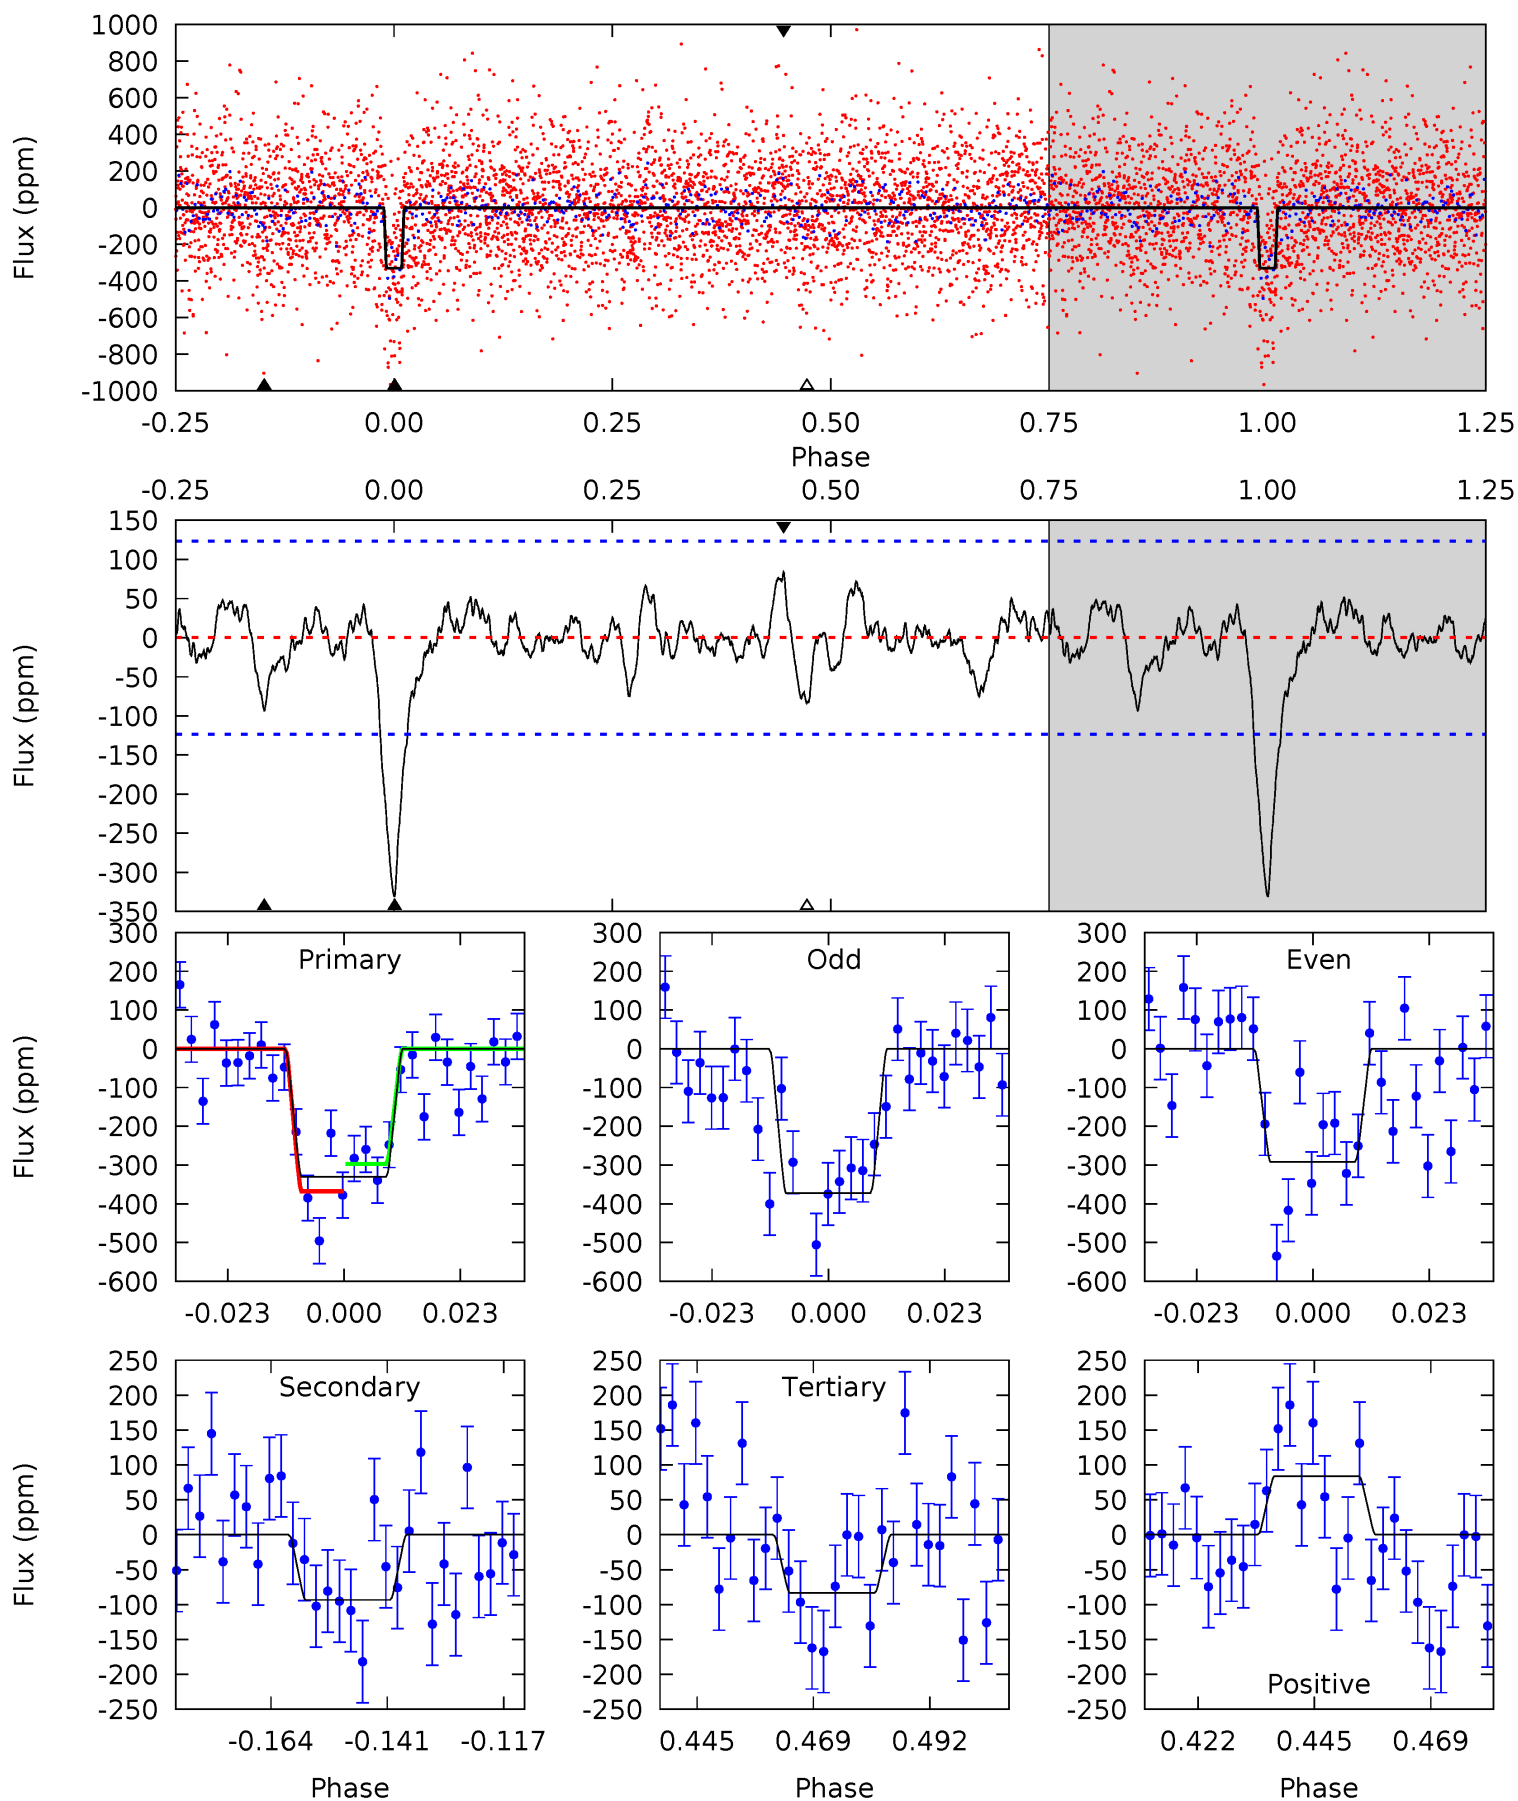 1000
800
600
400
200
0
-200
-400
-600
-800
-1000
Flux (ppm)
-0.25 0.00 0.25 0.50 0.75 1.00 1.25
Phase
-0.25 0.00 0.25 0.50 0.75 1.00 1.25
150
100
50
0
-50
-100
-150
-200
-250
-300
-350
Flux (ppm)
300 300 300
Primary Odd Even
200 200 200
100 100 100
0 0 0
-100 -100 -100
-200 -200 -200
-300 -300 -300
-400 -400 -400
-500 -500 -500
-600 -600 -600
Flux (ppm)
-0.023 0.000 0.023 -0.023 0.000 0.023 -0.023 0.000 0.023
250 250 250
Secondary Tertiary
200 200 200
150 150 150
100 100 100
50 50 50
0 0 0
-50 -50 -50
-100 -100 -100
-150 -150 -150
-200 -200 -200
Positive
-250 -250 -250
Flux (ppm)
-0.164 -0.141 -0.117 0.445 0.469 0.492 0.422 0.445 0.469
Phase Phase Phase